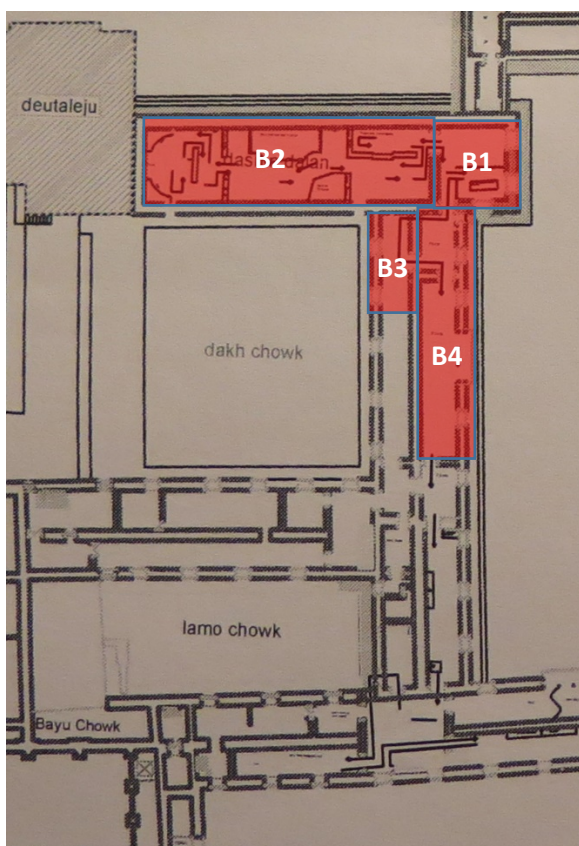 deutaleju
B2
B1
B3
dakh chowk
B4
lamo chowk
Bayu Chowk